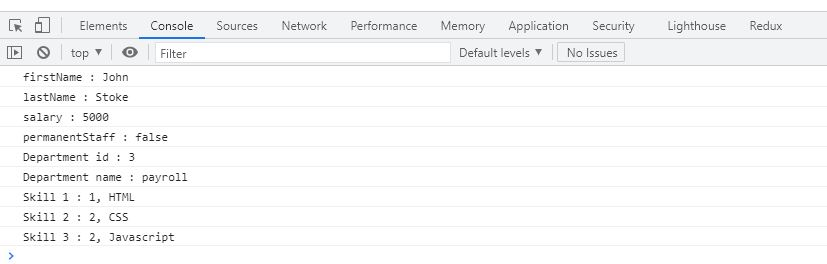 Elements Console Sources Network Performance Memory Application Security Lighthouse Redux
top ▼ Filter Default levels ▼ No Issues
firstName : John
lastName : Stoke
salary : 5000
permanentStaff : false
Department id : 3
Department name : payroll
Skill 1 : 1, HTML
Skill 2 : 2, CSS
Skill 3 : 2, Javascript
>